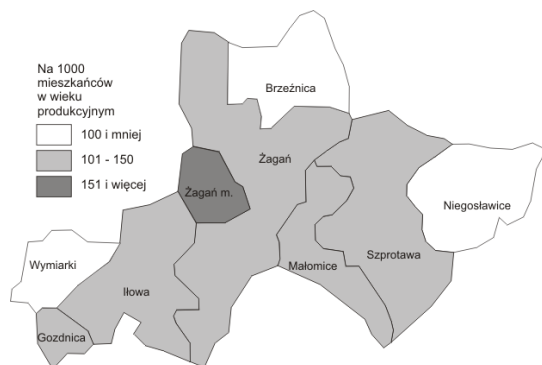 Na 1000
mieszkańców
w wieku
produkcyjnym
100 i mniej
101 - 150
151 i więcej
Brzeźnica
Żagań
Żagań m.
Niegosławice
Szprotawa
Małomice
Wymiarki
Iłowa
Gozdnica